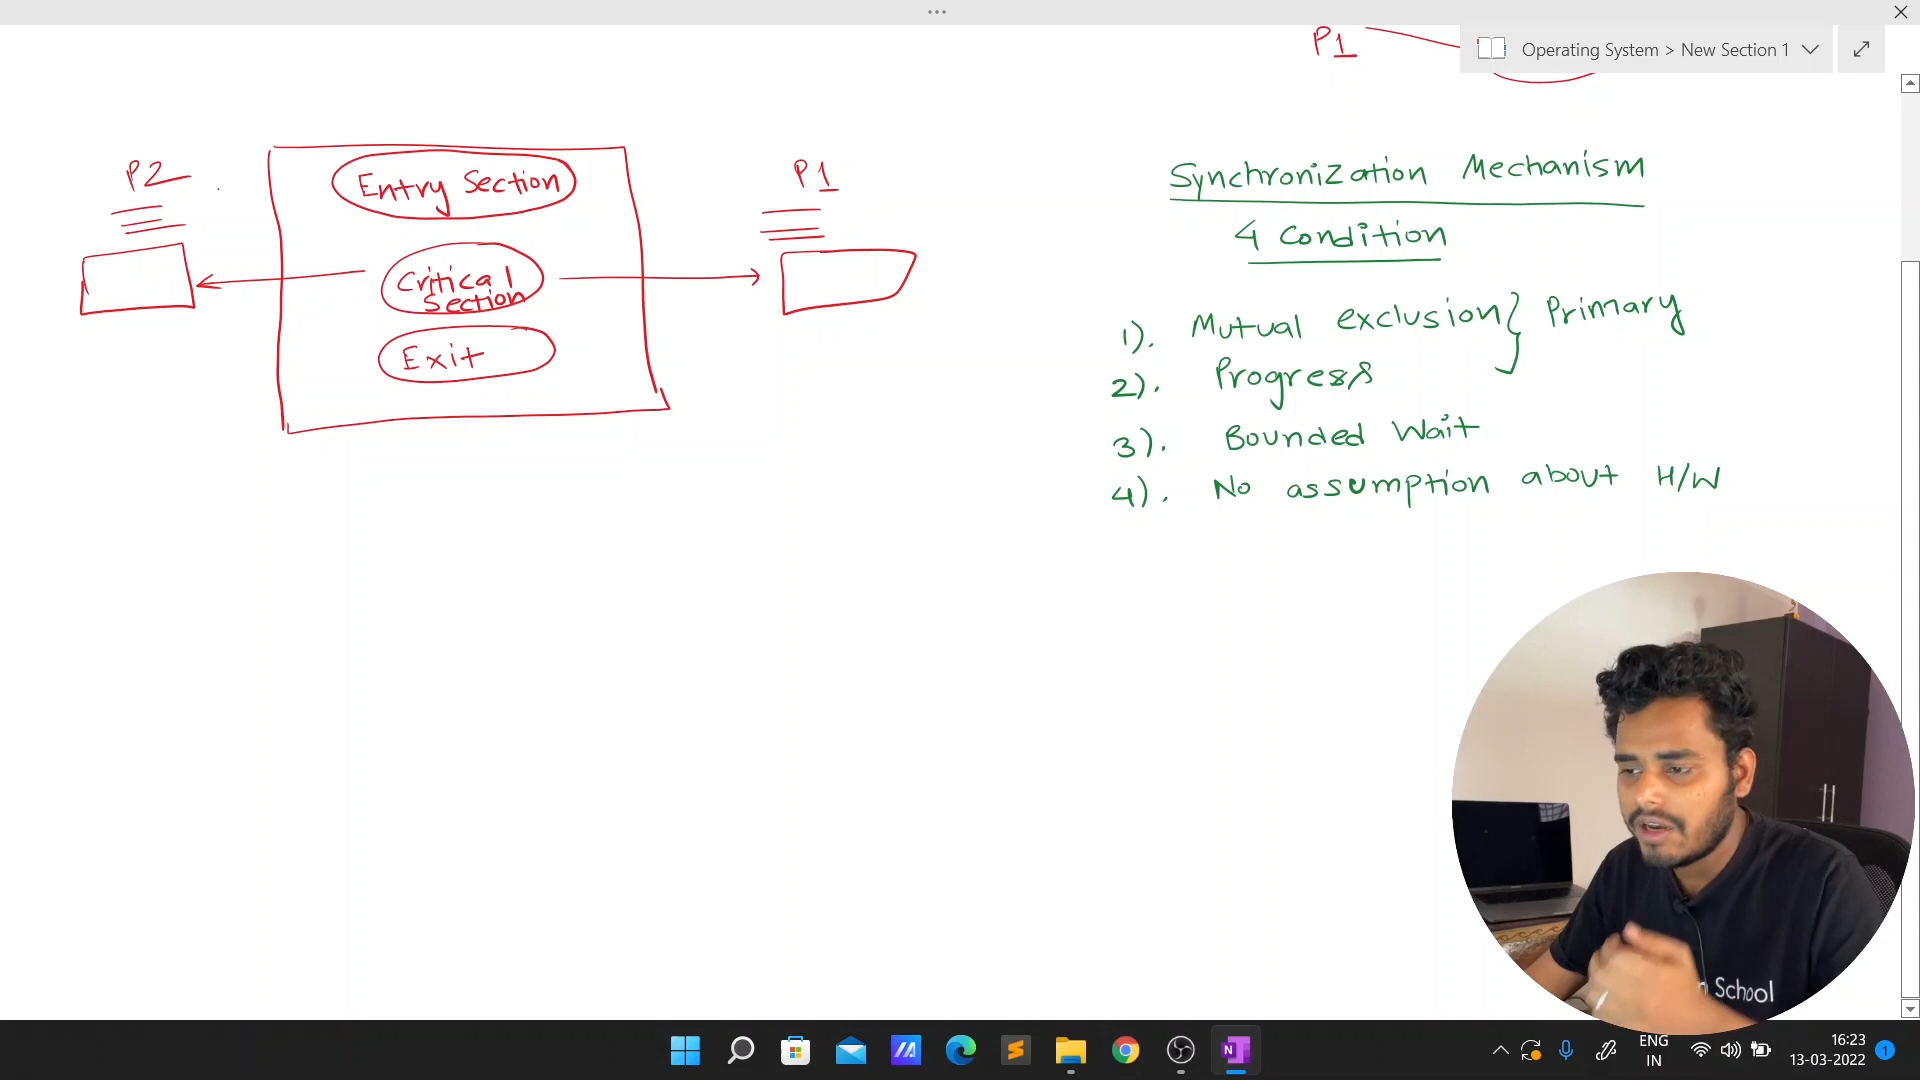 P1
Operating System > New Section 1
P2
Entry Section
Critical
Section
Exit
P1
Synchronization Mechanism
4 Condition
1). Mutual exclusion } Primary
2). Progress
3). Bounded Wait
4). No assumption about H/W
School
ENG
IN
16:23
13-03-2022
1